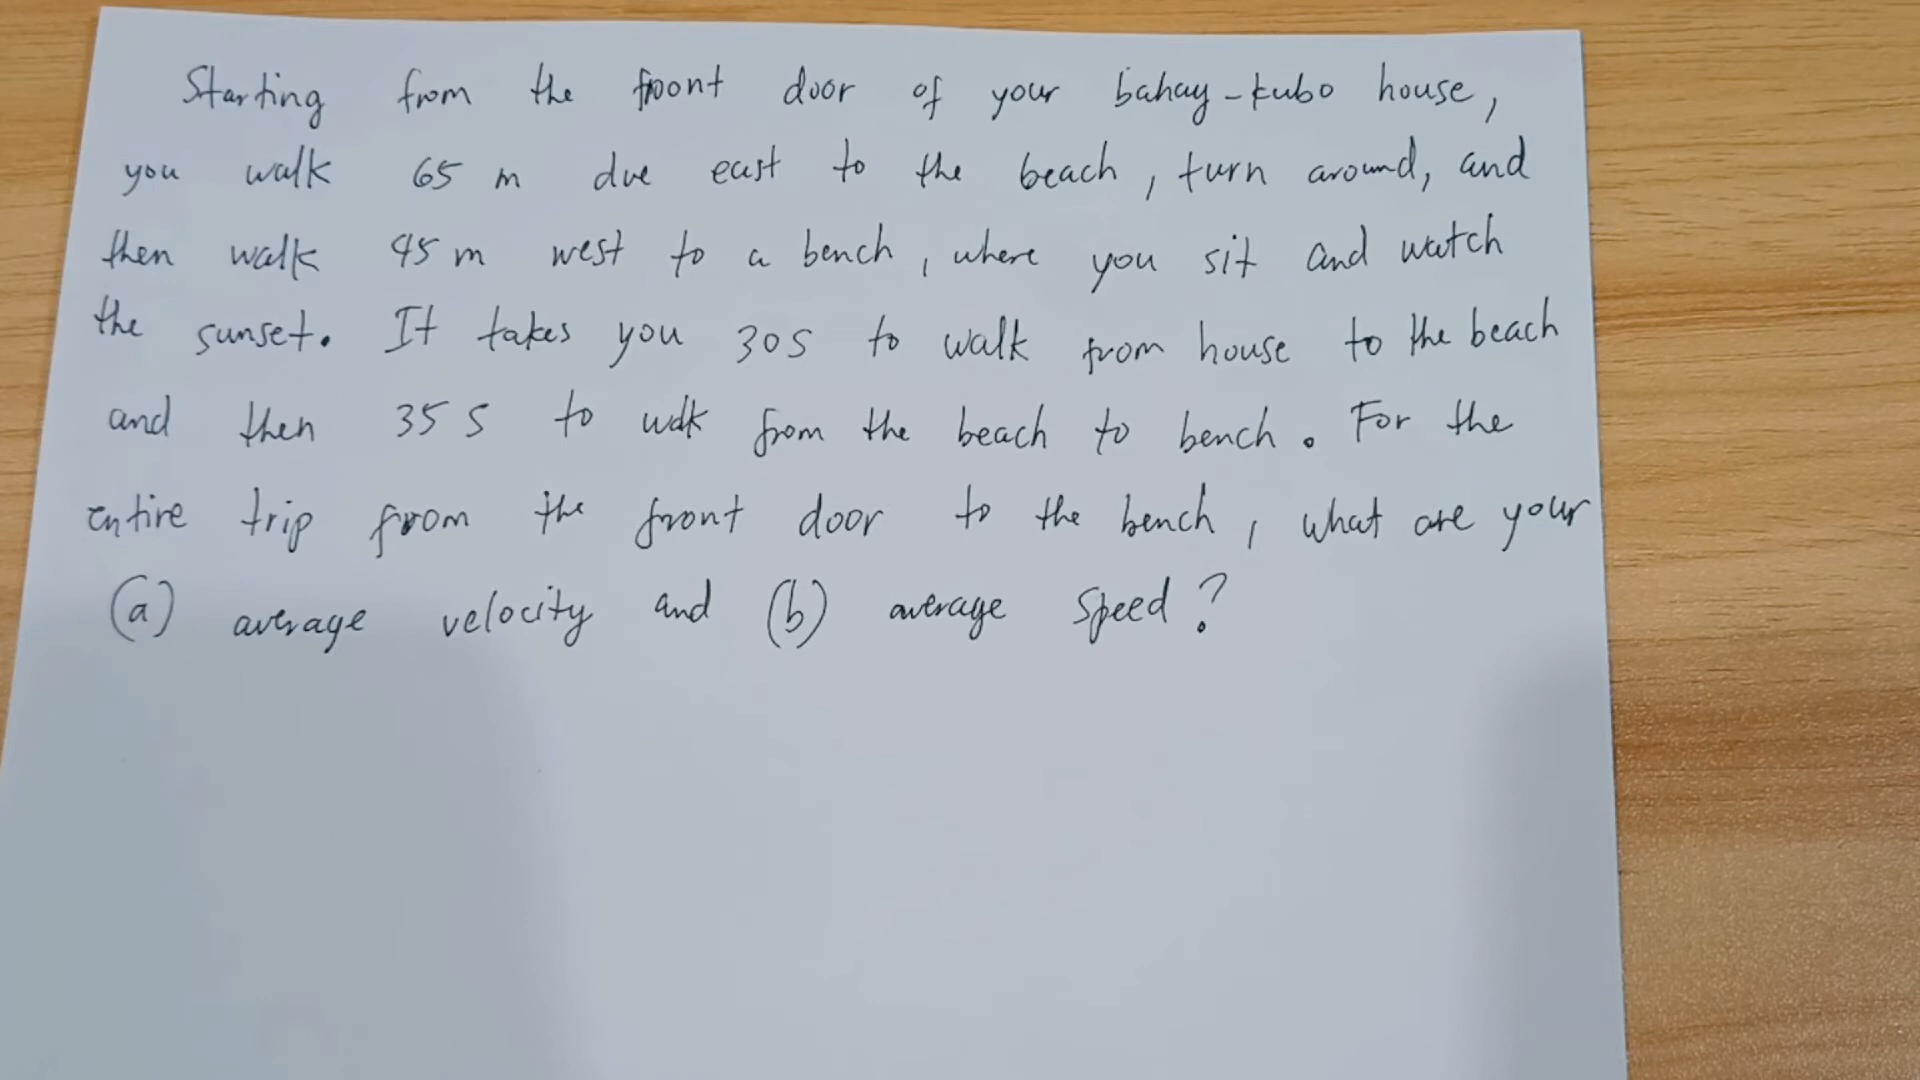 Starting from the front door of your bahay-kubo house,
you walk 65 m due east to the beach, turn around, and
then walk 45 m west to a bench, where you sit and watch
the sunset. It takes you 30s to walk from house to the beach
and then 35 s to walk from the beach to bench. For the
entire trip from the front door to the bench, what are your
(a) average velocity and (b) average speed?